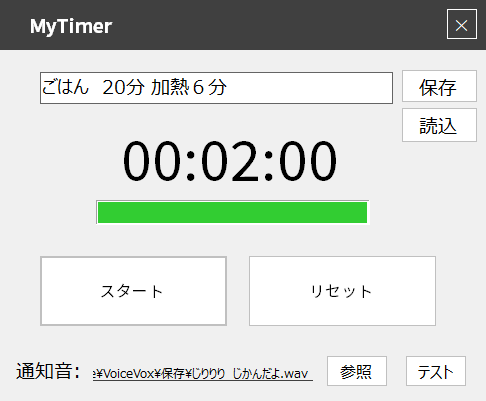 MyTimer
ごはん　20分 加熱６分
保存
読込
00:02:00
スタート
リセット
通知音: e¥VoiceVox¥保存¥じりりり_じかんだよ.wav
参照
テスト